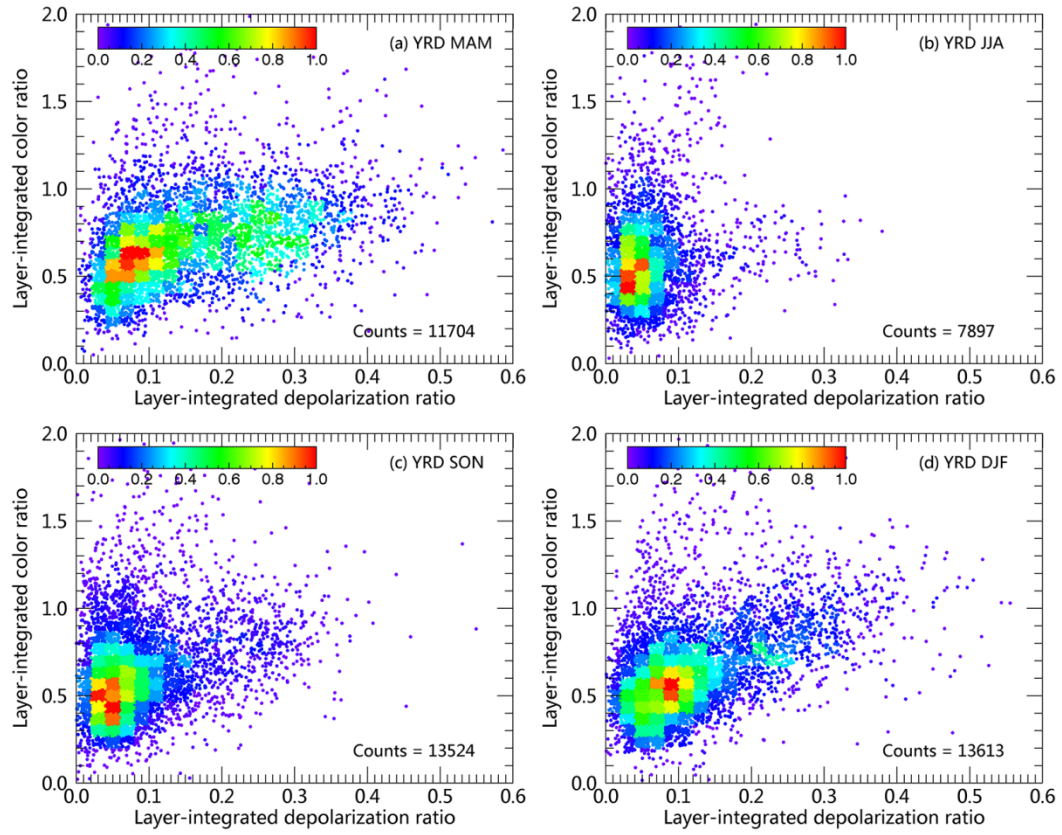 2.0
0.0 0.2 0.4 0.6 0.8 1.0
(a) YRD MAM
1.5
1.0
0.5
0.0
Layer-integrated color ratio
Counts = 11704
0.0 0.1 0.2 0.3 0.4 0.5 0.6
Layer-integrated depolarization ratio
2.0
0.0 0.2 0.4 0.6 0.8 1.0
(b) YRD JJA
1.5
1.0
0.5
0.0
Layer-integrated color ratio
Counts = 7897
0.0 0.1 0.2 0.3 0.4 0.5 0.6
Layer-integrated depolarization ratio
2.0
0.0 0.2 0.4 0.6 0.8 1.0
(c) YRD SON
1.5
1.0
0.5
0.0
Layer-integrated color ratio
Counts = 13524
0.0 0.1 0.2 0.3 0.4 0.5 0.6
Layer-integrated depolarization ratio
2.0
0.0 0.2 0.4 0.6 0.8 1.0
(d) YRD DJF
1.5
1.0
0.5
0.0
Layer-integrated color ratio
Counts = 13613
0.0 0.1 0.2 0.3 0.4 0.5 0.6
Layer-integrated depolarization ratio